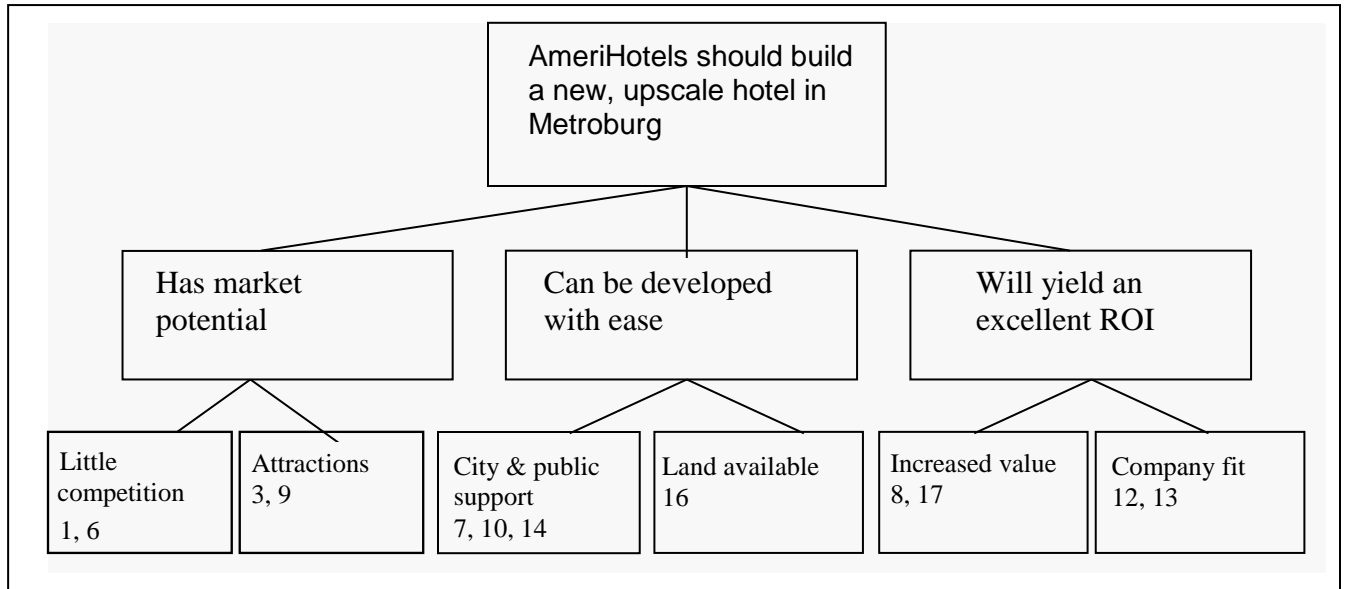 AmeriHotels should build
a new, upscale hotel in
Metroburg
Has market
potential
Can be developed
with ease
Will yield an
excellent ROI
Little
competition
1, 6
Attractions
3, 9
City & public
support
7, 10, 14
Land available
16
Increased value
8, 17
Company fit
12, 13